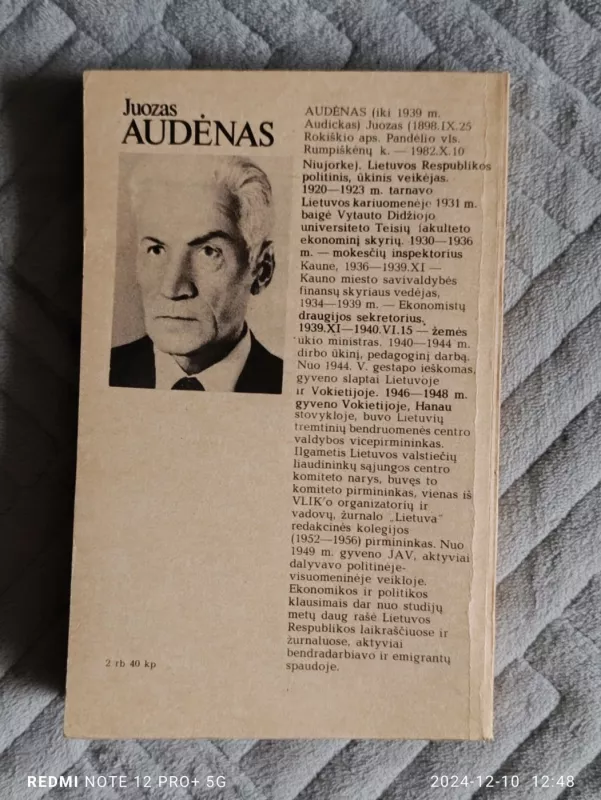 Juozas
AUDĖNAS
AUDĖNAS (iki 1939 m.
Audickas) Juozas (1898.IX.25
Rokiškio aps. Pandėlio vls.
Rumpiškėnų k. — 1982.X.10
Niujorkej. Lietuvos Respublikos
politinis, ūkinis veikėjas.
1920—1923 m. tarnavo
Lietuvos kariuomenėje 1931 m.
baigė Vytauto Didžiojo
universiteto Teisių fakulteto
ekonominį skyrių. 1930—1936
m. — mokesčių inspektorius
Kaune, 1936—1939.XI —
Kauno miesto savivaldybės
finansų skyriaus vedėjas,
1934—1939 m. — Ekonomistų
draugijos sekretorius,
1939.XI—1940.VI.15 — žemės
ūkio ministras. 1940—1944 m.
dirbo ūkinį, pedagoginį darbą.
Nuo 1944. V. gestapo ieškomas,
gyveno slaptai Lietuvoje
ir Vokietijoje. 1946—1948 m.
gyveno Vokietijoje, Hanau
stovykloje, buvo Lietuvių
tremtinių bendruomenės centro
valdybos vicepirmininkas.
Ilgametis Lietuvos valstiečių
liaudininkų sąjungos centro
komiteto narys, buvęs to
komiteto pirmininkas, vienas iš
VLIK'o organizatorių ir
vadovų, žurnalo „Lietuva"
redakcinės kolegijos
(1952—1956) pirmininkas. Nuo
1949 m. gyveno JAV, aktyviai
dalyvavo politinėje-
visuomeninėje veikloje.
Ekonomikos ir politikos
klausimais dar nuo studijų
metų daug rašė Lietuvos
Respublikos laikraščiuose ir
žurnaluose, aktyviai
bendradarbiavo ir emigrantų
spaudoje.
2 rb 40 kp
REDMI NOTE 12 PRO+ 5G
2024-12-10 12:48